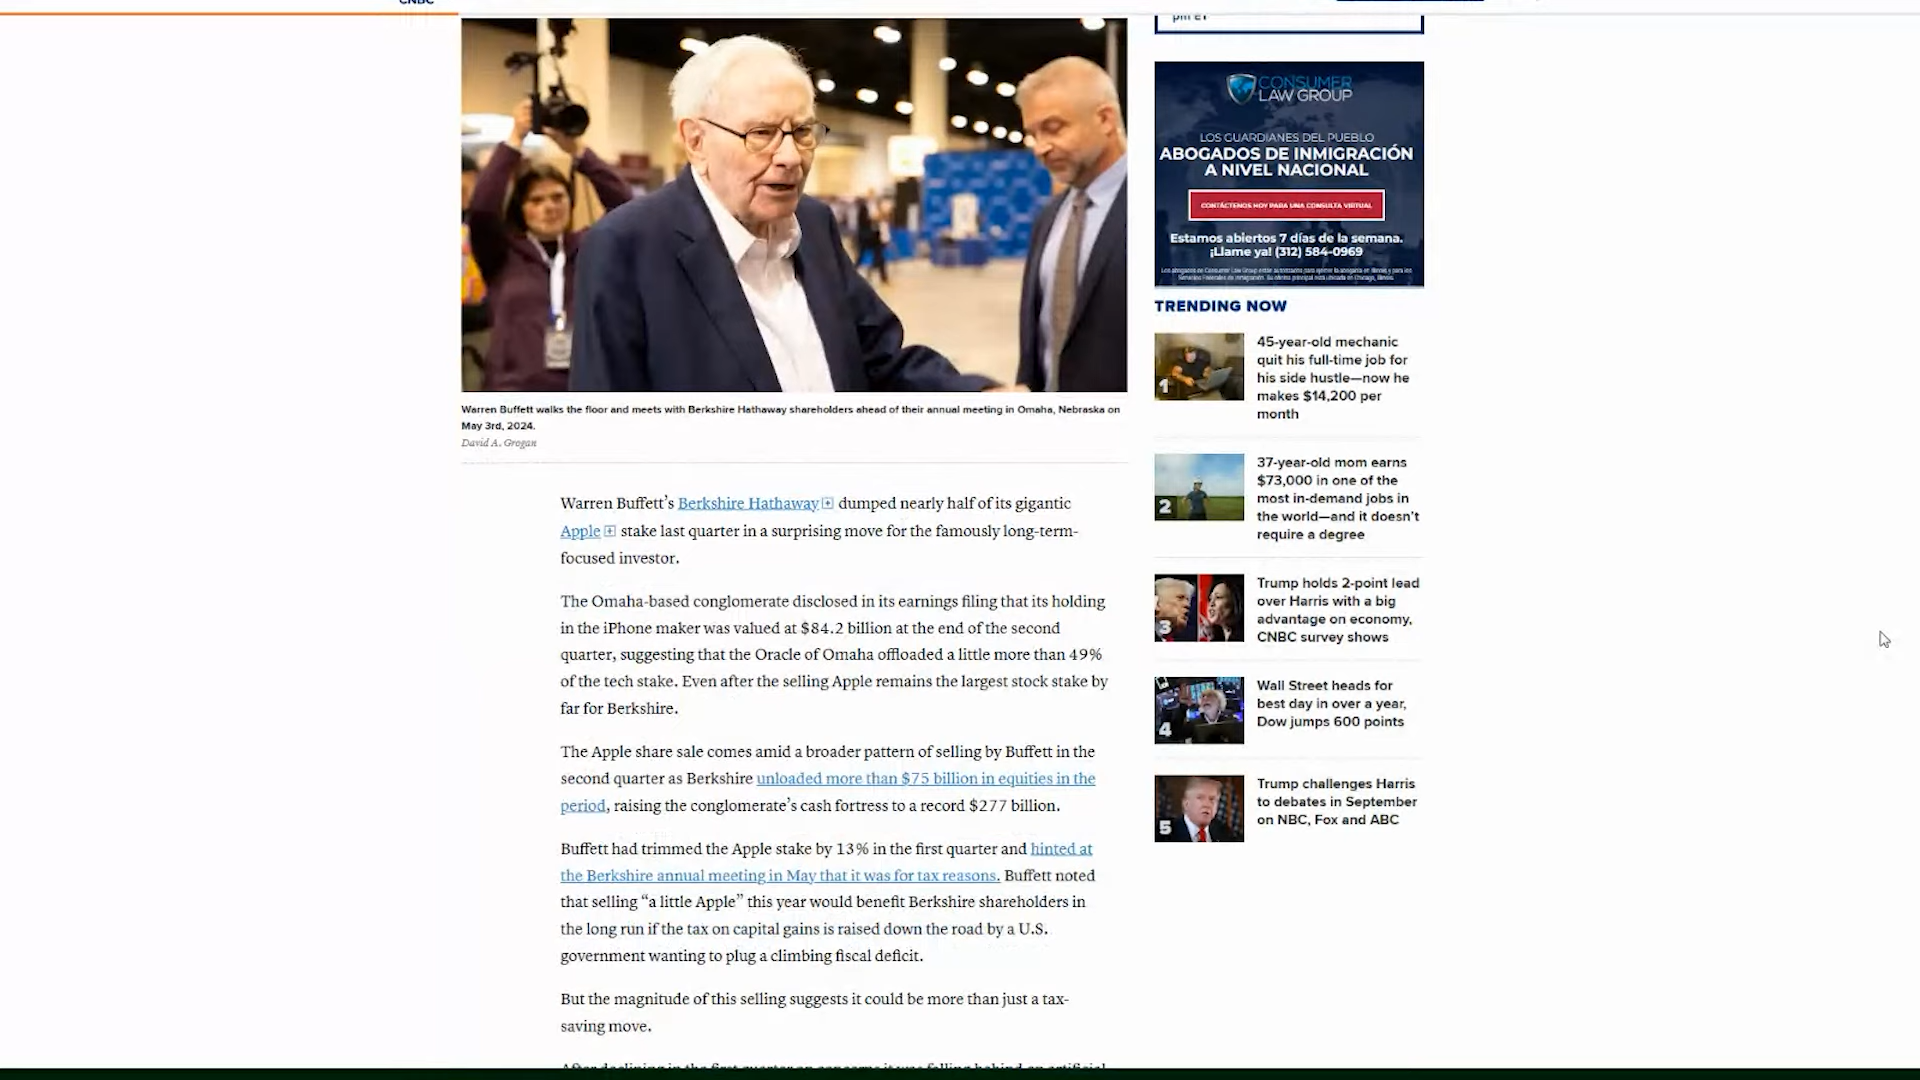 CNBC
pm ET
CONSUMER
LAW GROUP
LOS GUARDIANES DEL PUEBLO
ABOGADOS DE INMIGRACIÓN
A NIVEL NACIONAL
CONTÁCTENOS HOY PARA UNA CONSULTA VIRTUAL
Estamos abiertos 7 días de la semana.
¡Llame ya! (312) 584-0969
Warren Buffett walks the floor and meets with Berkshire Hathaway shareholders ahead of their annual meeting in Omaha, Nebraska on
May 3rd, 2024.
David A. Grogan
Warren Buffett’s Berkshire Hathaway dumped nearly half of its gigantic
Apple stake last quarter in a surprising move for the famously long-term-
focused investor.
The Omaha-based conglomerate disclosed in its earnings filing that its holding
in the iPhone maker was valued at $84.2 billion at the end of the second
quarter, suggesting that the Oracle of Omaha offloaded a little more than 49%
of the tech stake. Even after the selling Apple remains the largest stock stake by
far for Berkshire.
The Apple share sale comes amid a broader pattern of selling by Buffett in the
second quarter as Berkshire unloaded more than $75 billion in equities in the
period, raising the conglomerate’s cash fortress to a record $277 billion.
Buffett had trimmed the Apple stake by 13% in the first quarter and hinted at
the Berkshire annual meeting in May that it was for tax reasons. Buffett noted
that selling “a little Apple” this year would benefit Berkshire shareholders in
the long run if the tax on capital gains is raised down the road by a U.S.
government wanting to plug a climbing fiscal deficit.
But the magnitude of this selling suggests it could be more than just a tax-
saving move.
After declining in the first quarter on concerns it was falling behind on artificial
TRENDING NOW
1
45-year-old mechanic
quit his full-time job for
his side hustle—now he
makes $14,200 per
month
2
37-year-old mom earns
$73,000 in one of the
most in-demand jobs in
the world—and it doesn’t
require a degree
3
Trump holds 2-point lead
over Harris with a big
advantage on economy,
CNBC survey shows
4
Wall Street heads for
best day in over a year,
Dow jumps 600 points
5
Trump challenges Harris
to debates in September
on NBC, Fox and ABC